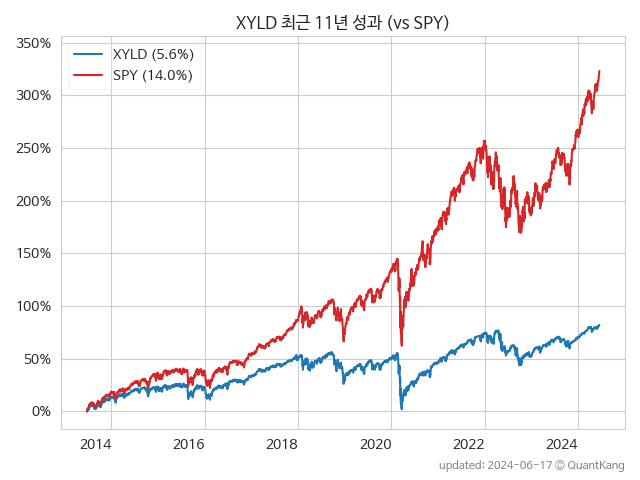 XYLD 최근 11년 성과 (vs SPY)
350%
XYLD (5.6%)
SPY (14.0%)
300%
250%
200%
150%
100%
50%
0%
2014 2016 2018 2020 2022 2024
updated: 2024-06-17 © QuantKang